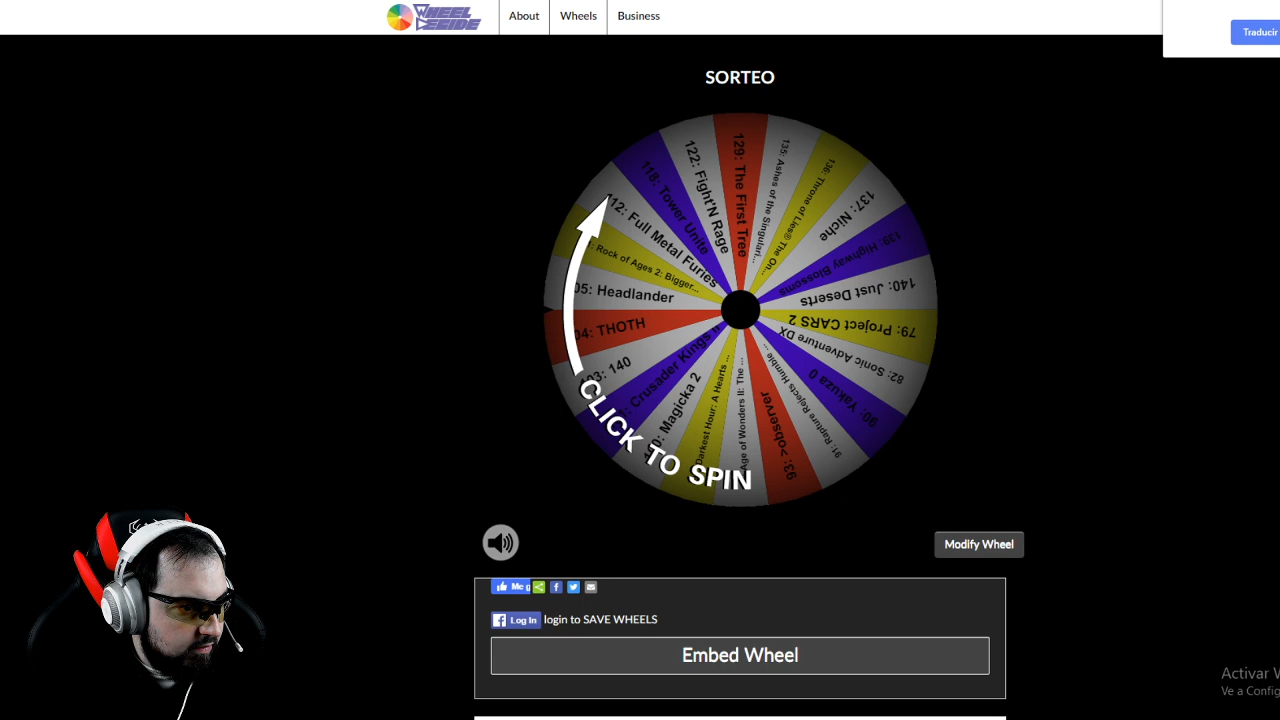 WHEEL
DECIDE
About
Wheels
Business
Traducir
SORTEO
129: The First Tree
135: Ashes of the Singulari...
136: Throne of Lies® The On...
137: Niche
139: Highway Blossoms
140: Just Deserts
79: Project CARS 2
82: Sonic Adventure DX
90: Yakuza 0
91: Rapture Rejects Humble ...
93: >observer_
Age of Wonders II: The ...
Darkest Hour: A Hearts ...
0: Magicka 2
: Crusader Kings II
103: 140
04: THOTH
05: Headlander
: Rock of Ages 2: Bigger...
112: Full Metal Furies
118: Tower Unite
122: Fight'N Rage
CLICK TO SPIN
Modify Wheel
Me g
Log In login to SAVE WHEELS
Embed Wheel
Activar W
Ve a Config